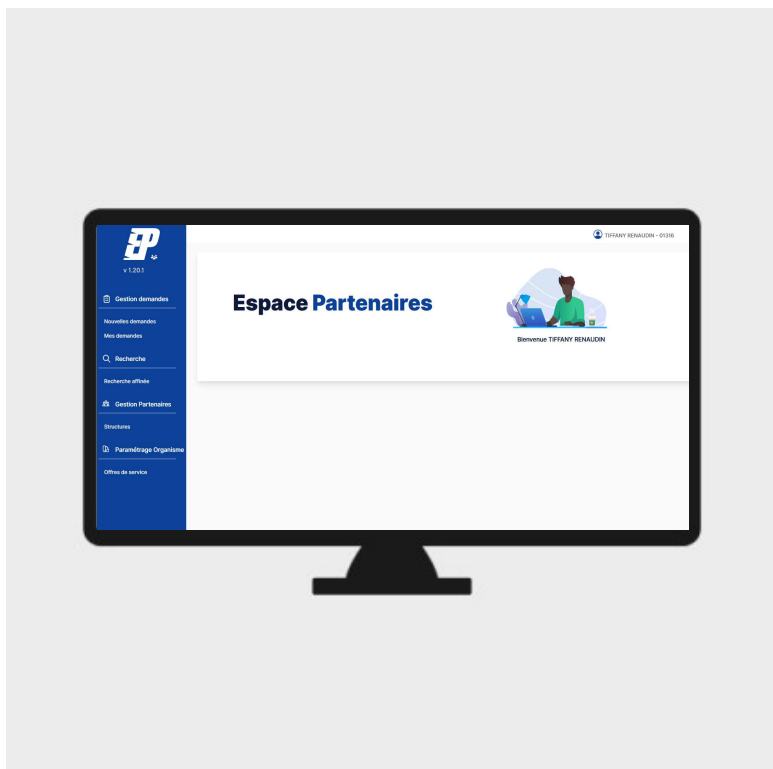 EP
v 1.20.1
Gestion demandes
Nouvelles demandes
Mes demandes
Recherche
Recherche affinée
Gestion Partenaires
Structures
Paramétrage Organisme
Offres de service
TIFFANY RENAUDIN - 01316
Espace Partenaires
Bienvenue TIFFANY RENAUDIN